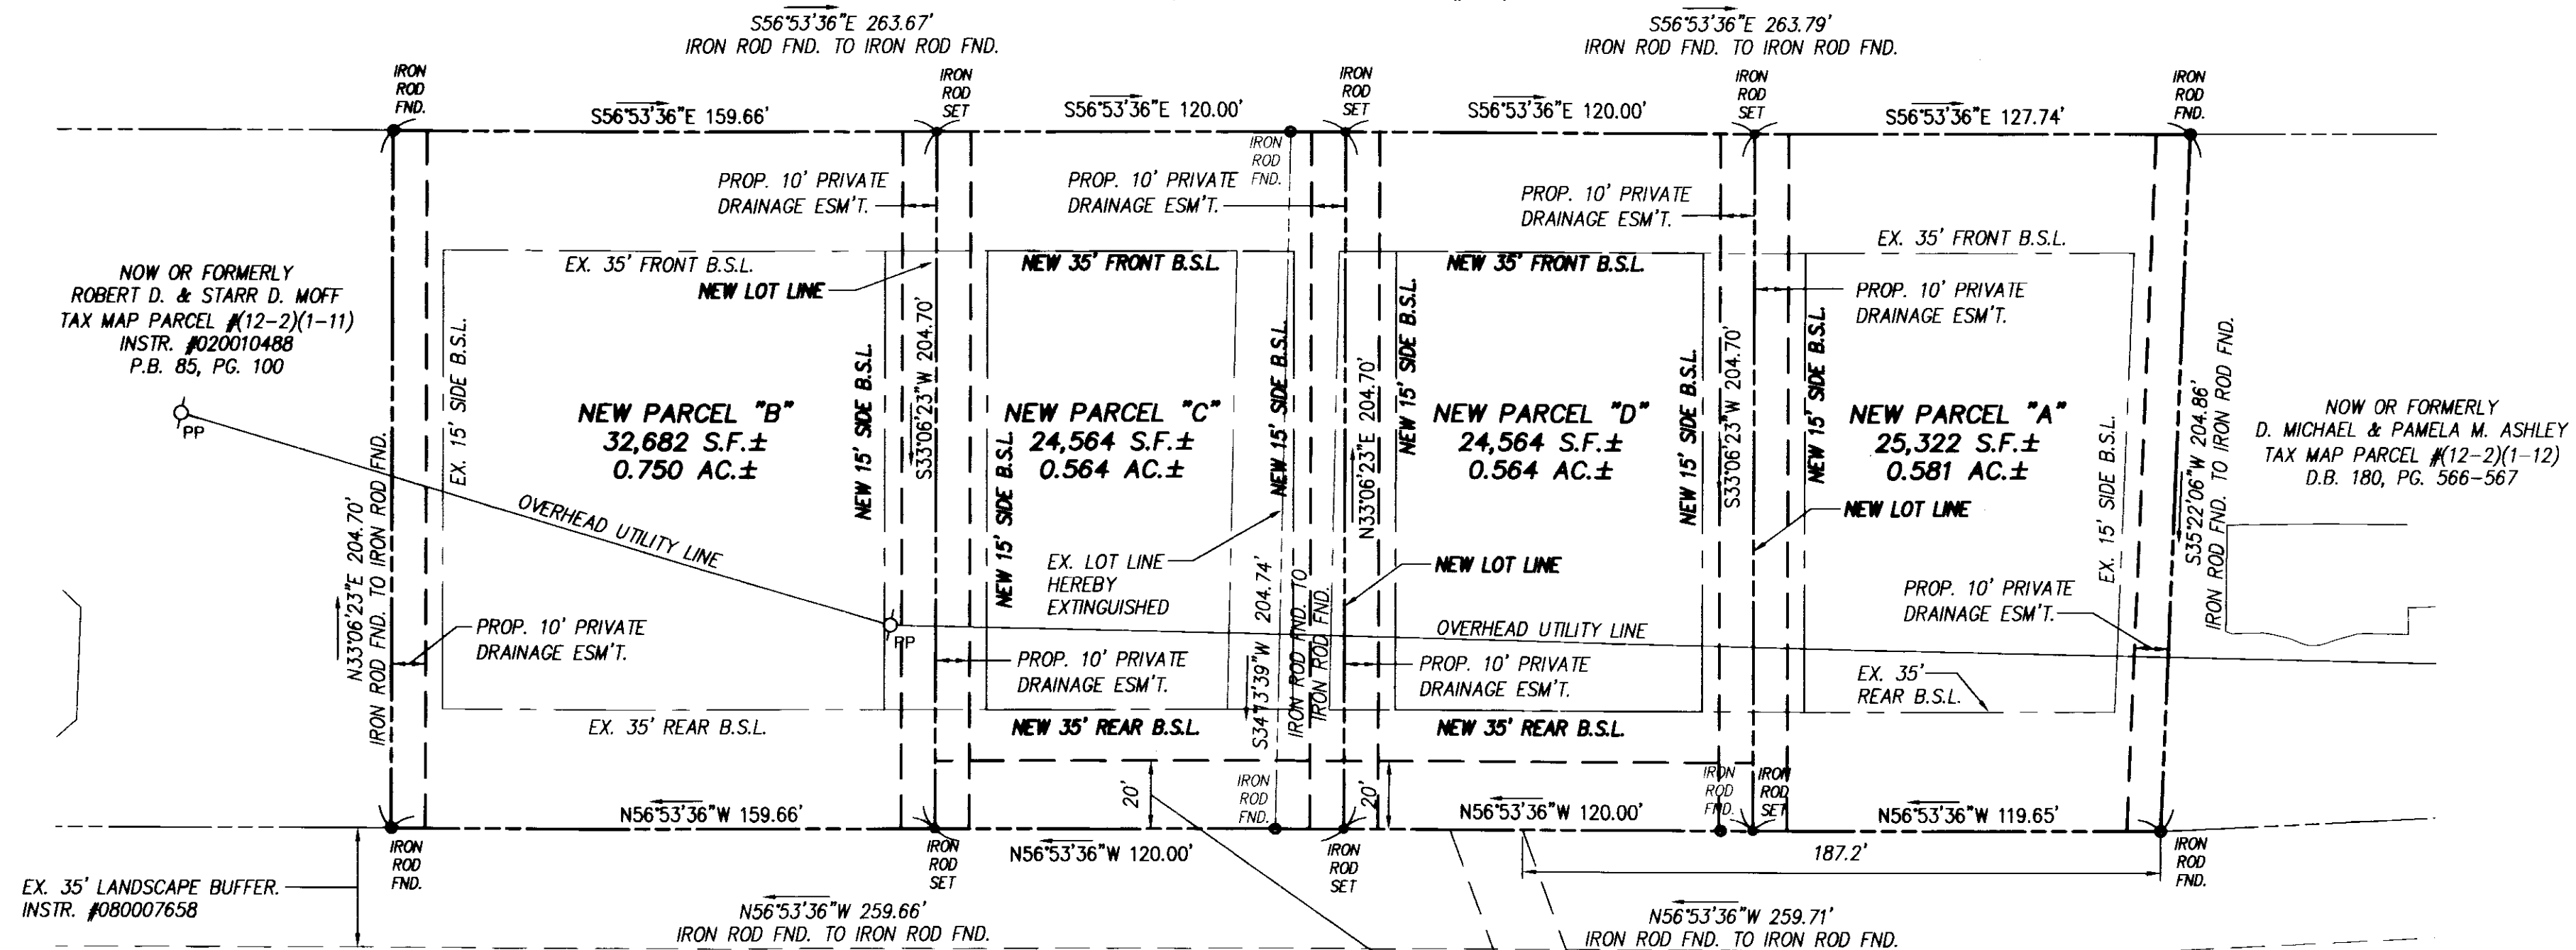 S56°53'36"E 263.67'
IRON ROD FND. TO IRON ROD FND.
S56°53'36"E 263.79'
IRON ROD FND. TO IRON ROD FND.
IRON
ROD
FND.
S56°53'36"E 159.66'
IRON
ROD
SET
S56°53'36"E 120.00'
IRON
ROD
FND.
IRON
ROD
SET
S56°53'36"E 120.00'
IRON
ROD
SET
S56°53'36"E 127.74'
IRON
ROD
FND.
PROP. 10' PRIVATE
DRAINAGE ESM'T.
PROP. 10' PRIVATE
DRAINAGE ESM'T.
PROP. 10' PRIVATE
DRAINAGE ESM'T.
EX. 35' FRONT B.S.L.
NEW LOT LINE
NEW 35' FRONT B.S.L.
NEW 35' FRONT B.S.L.
EX. 35' FRONT B.S.L.
PROP. 10' PRIVATE
DRAINAGE ESM'T.
NOW OR FORMERLY
ROBERT D. & STARR D. MOFF
TAX MAP PARCEL #(12-2)(1-11)
INSTR. #020010488
P.B. 85, PG. 100
PP
N33°06'23"E 204.70'
IRON ROD FND. TO IRON ROD FND.
EX. 15' SIDE B.S.L.
NEW PARCEL "B"
32,682 S.F.±
0.750 AC.±
NEW 15' SIDE B.S.L.
S33°06'23"W 204.70'
NEW 15' SIDE B.S.L.
NEW PARCEL "C"
24,564 S.F.±
0.564 AC.±
NEW 15' SIDE B.S.L.
S34°13'39"W 204.74'
IRON ROD FND. TO
IRON ROD FND.
N33°06'23"E 204.70'
NEW 15' SIDE B.S.L.
NEW PARCEL "D"
24,564 S.F.±
0.564 AC.±
NEW 15' SIDE B.S.L.
S33°06'23"W 204.70'
NEW 15' SIDE B.S.L.
NEW PARCEL "A"
25,322 S.F.±
0.581 AC.±
EX. 15' SIDE B.S.L.
S35°22'06"W 204.86'
IRON ROD FND. TO IRON ROD FND.
NOW OR FORMERLY
D. MICHAEL & PAMELA M. ASHLEY
TAX MAP PARCEL #(12-2)(1-12)
D.B. 180, PG. 566-567
OVERHEAD UTILITY LINE
PP
EX. LOT LINE
HEREBY
EXTINGUISHED
NEW LOT LINE
NEW LOT LINE
OVERHEAD UTILITY LINE
PROP. 10' PRIVATE
DRAINAGE ESM'T.
PROP. 10' PRIVATE
DRAINAGE ESM'T.
PROP. 10' PRIVATE
DRAINAGE ESM'T.
PROP. 10' PRIVATE
DRAINAGE ESM'T.
EX. 35'
REAR B.S.L.
EX. 35' REAR B.S.L.
NEW 35' REAR B.S.L.
NEW 35' REAR B.S.L.
20'
20'
IRON
ROD
FND.
IRON
ROD
FND.
IRON
ROD
SET
N56°53'36"W 159.66'
N56°53'36"W 120.00'
N56°53'36"W 120.00'
N56°53'36"W 119.65'
187.2'
IRON
ROD
FND.
IRON
ROD
SET
IRON
ROD
SET
IRON
ROD
FND.
EX. 35' LANDSCAPE BUFFER.
INSTR. #080007658
N56°53'36"W 259.66'
IRON ROD FND. TO IRON ROD FND.
N56°53'36"W 259.71'
IRON ROD FND. TO IRON ROD FND.